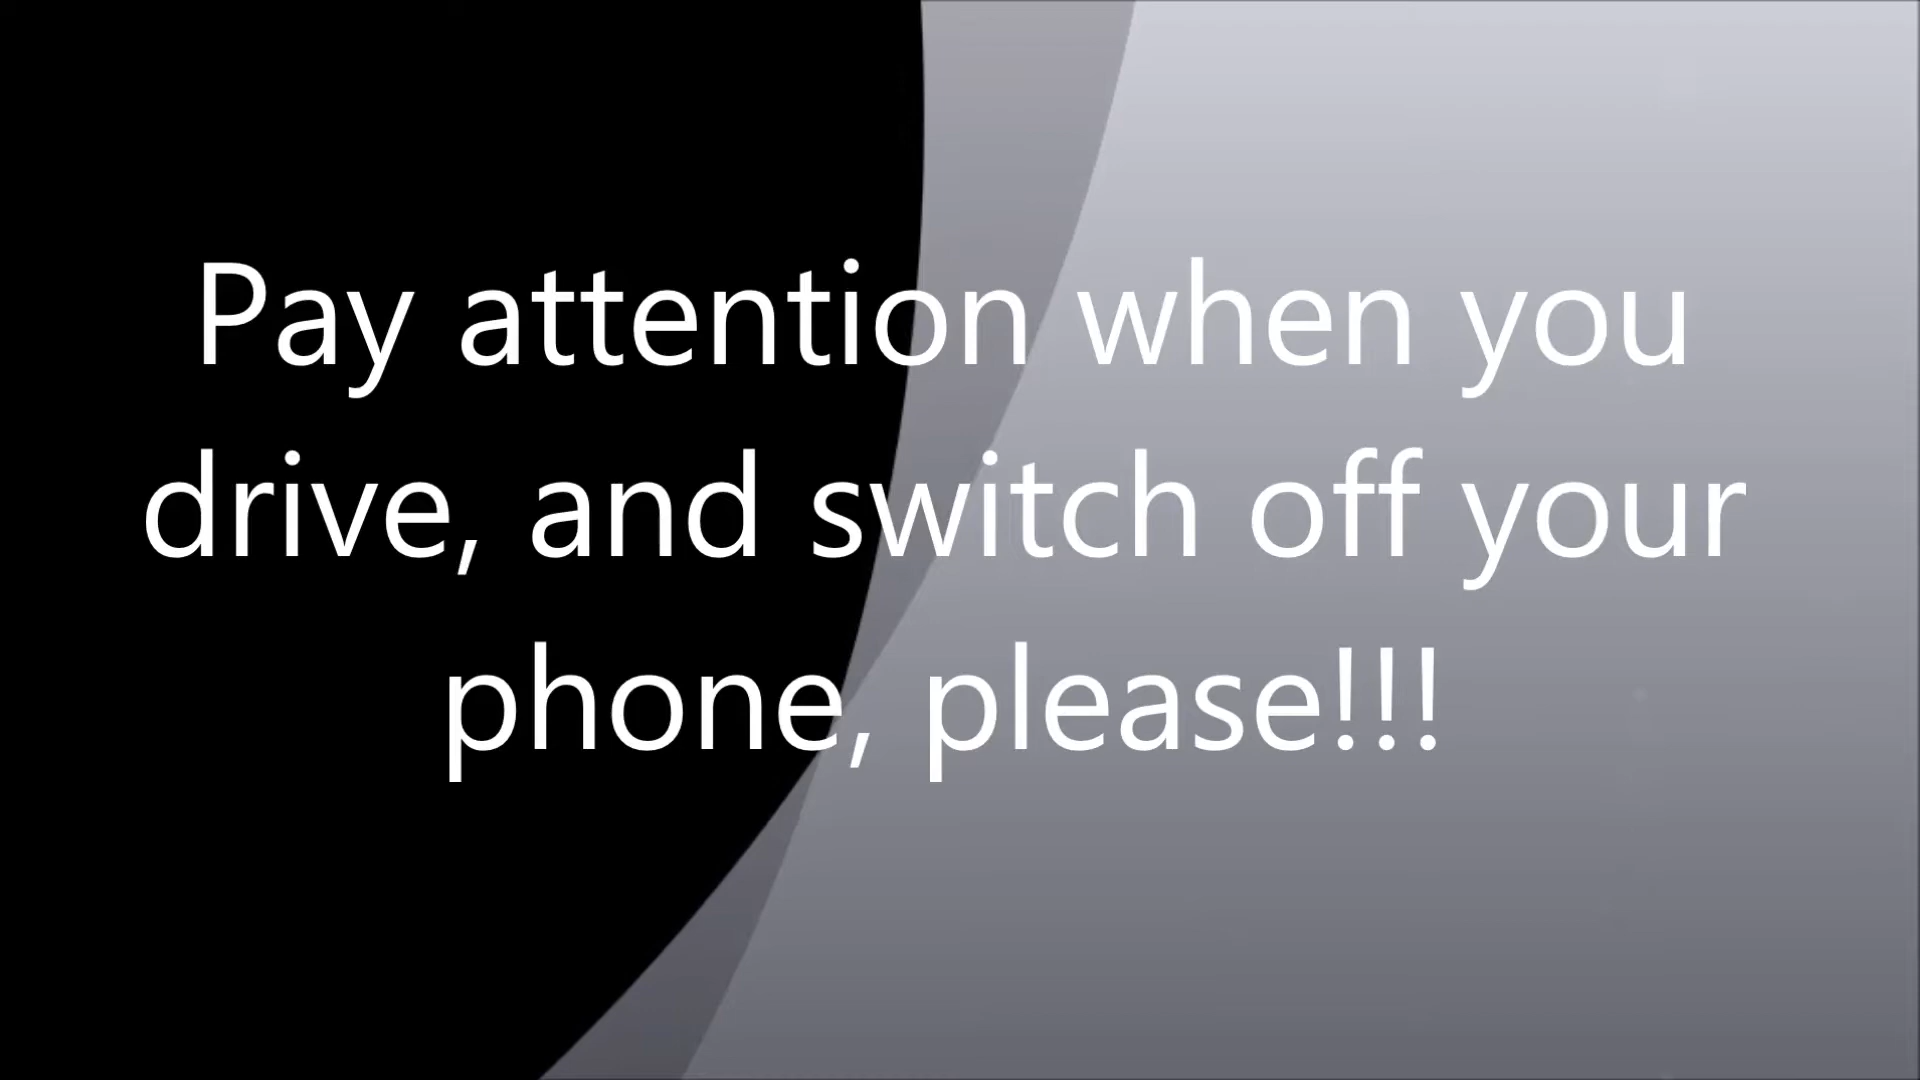 Pay attention when you
drive, and switch off your
phone, please!!!